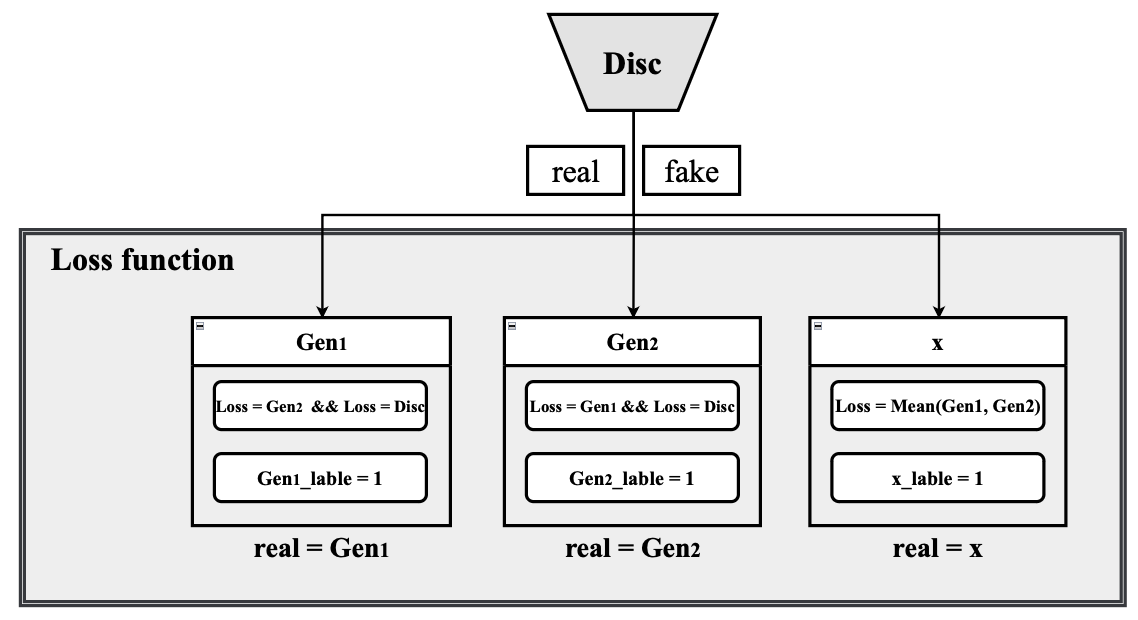 Disc
real
fake
Loss function
Gen1
Loss = Gen2 && Loss = Disc
Gen1_lable = 1
real = Gen1
Gen2
Loss = Gen1 && Loss = Disc
Gen2_lable = 1
real = Gen2
x
Loss = Mean(Gen1, Gen2)
x_lable = 1
real = x